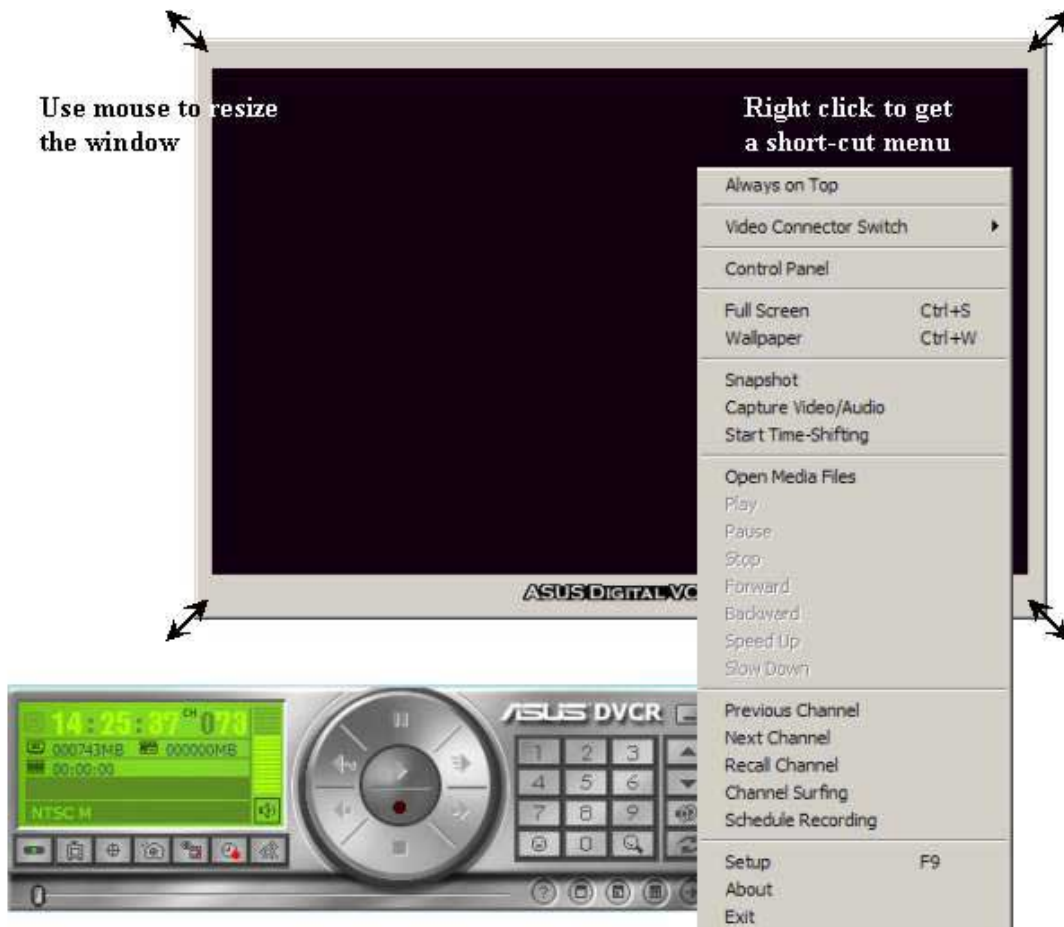 Use mouse to resize
the window
Right click to get
a short-cut menu
Always on Top
Video Connector Switch
Control Panel
Full Screen Ctrl+S
Wallpaper Ctrl+W
Snapshot
Capture Video/Audio
Start Time-Shifting
Open Media Files
Play
Pause
Stop
Forward
Backward
Speed Up
Slow Down
Previous Channel
Next Channel
Recall Channel
Channel Surfing
Schedule Recording
Setup F9
About
Exit
ASUS DIGITAL VC
14:25:37 CH 073
000743MB 000000MB
00:00:00
NTSC M
ASUS DVCR
1 2 3
4 5 6
7 8 9
0
?